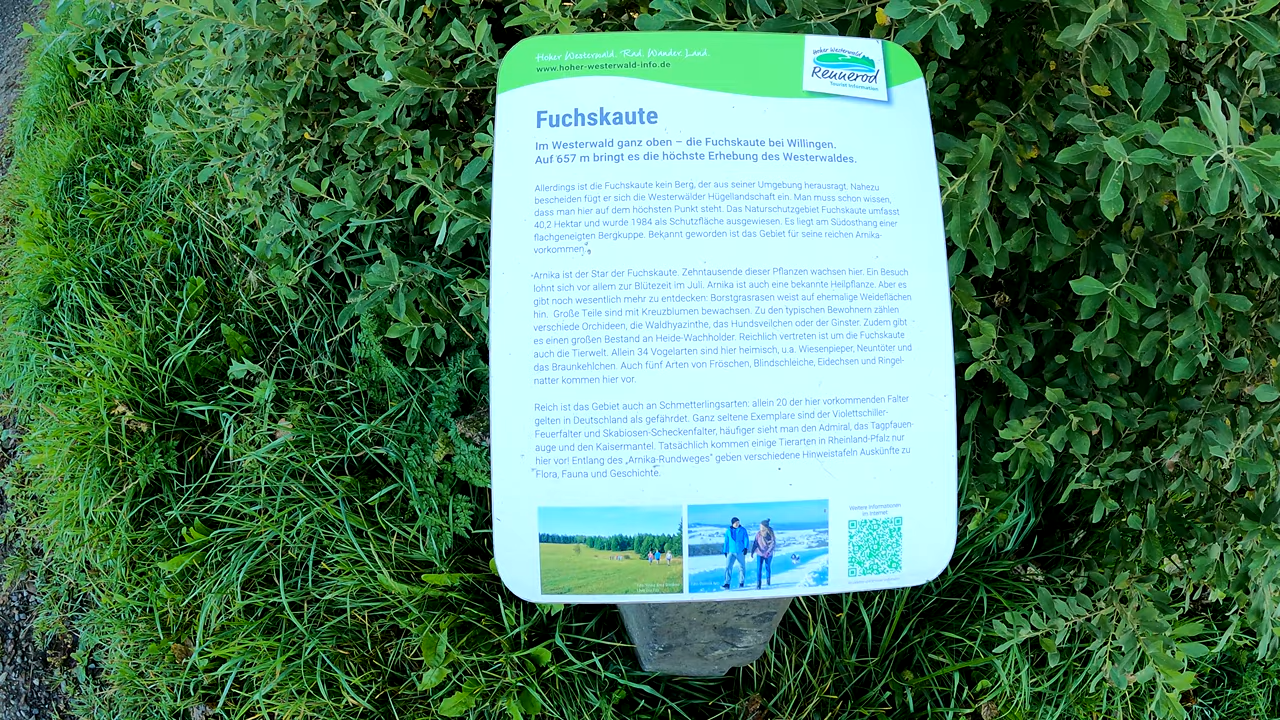 Hoher Westerwald. Rad. Wander. Land.
www.hoher-westerwald-info.de
Hoher Westerwald
Rennerod
Tourist Information
Fuchskaute
Im Westerwald ganz oben – die Fuchskaute bei Willingen.
Auf 657 m bringt es die höchste Erhebung des Westerwaldes.
Allerdings ist die Fuchskaute kein Berg, der aus seiner Umgebung herausragt. Nahezu
bescheiden fügt er sich die Westerwälder Hügellandschaft ein. Man muss schon wissen,
dass man hier auf dem höchsten Punkt steht. Das Naturschutzgebiet Fuchskaute umfasst
40,2 Hektar und wurde 1984 als Schutzfläche ausgewiesen. Es liegt am Südosthang einer
flachgeneigten Bergkuppe. Bekannt geworden ist das Gebiet für seine reichen Arnika-
vorkommen.
Arnika ist der Star der Fuchskaute. Zehntausende dieser Pflanzen wachsen hier. Ein Besuch
lohnt sich vor allem zur Blütezeit im Juli. Arnika ist auch eine bekannte Heilpflanze. Aber es
gibt noch wesentlich mehr zu entdecken: Borstgrasrasen weist auf ehemalige Weideflächen
hin. Große Teile sind mit Kreuzblumen bewachsen. Zu den typischen Bewohnern zählen
verschiede Orchideen, die Waldhyazinthe, das Hundsveilchen oder der Ginster. Zudem gibt
es einen großen Bestand an Heide-Wachholder. Reichlich vertreten ist um die Fuchskaute
auch die Tierwelt. Allein 34 Vogelarten sind hier heimisch, u.a. Wiesenpieper, Neuntöter und
das Braunkehlchen. Auch fünf Arten von Fröschen, Blindschleiche, Eidechsen und Ringel-
natter kommen hier vor.
Reich ist das Gebiet auch an Schmetterlingsarten; allein 20 der hier vorkommenden Falter
gelten in Deutschland als gefährdet. Ganz seltene Exemplare sind der Violettschiller-
Feuerfalter und Skabiosen-Scheckenfalter, häufiger sieht man den Admiral, das Tagpfauen-
auge und den Kaisermantel. Tatsächlich kommen einige Tierarten in Rheinland-Pfalz nur
hier vor! Entlang des „Arnika-Rundweges" geben verschiedene Hinweistafeln Auskünfte zu
Flora, Fauna und Geschichte.
Weitere Informationen
im Internet: